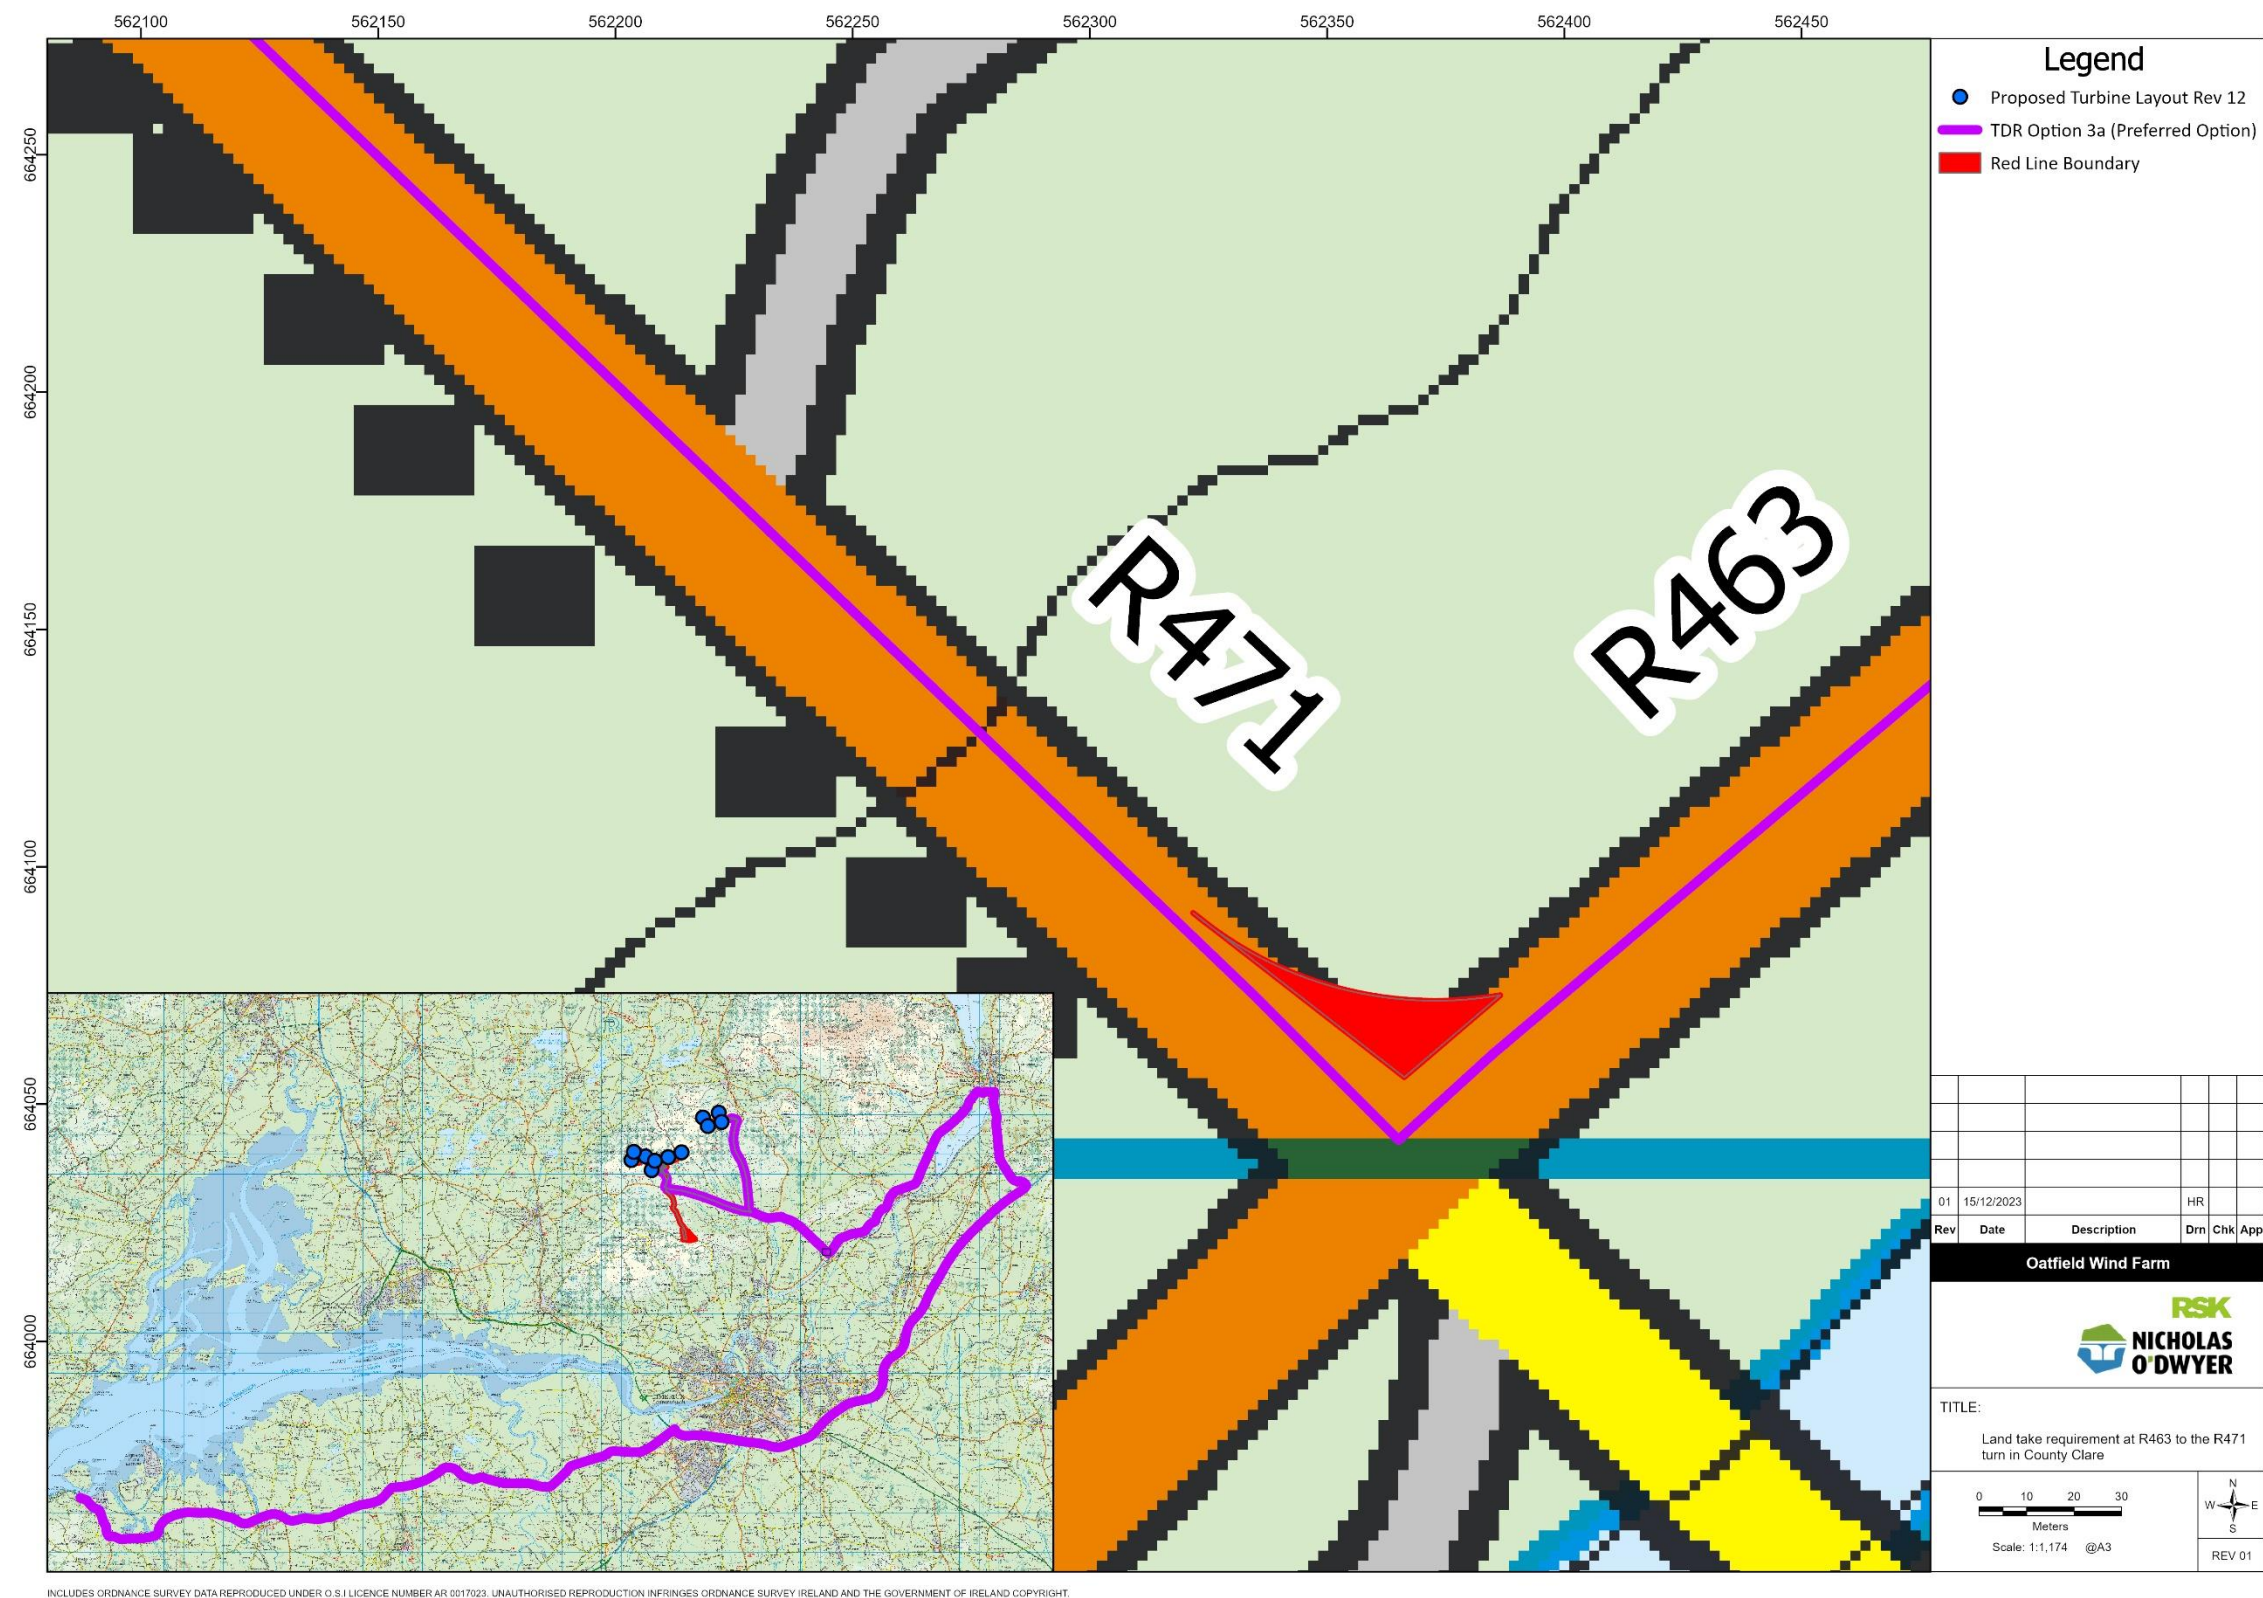 562100 562150 562200 562250 562300 562350 562400 562450
664250
664200
664150
664100
664050
664000
R471
R463
Legend
Proposed Turbine Layout Rev 12
TDR Option 3a (Preferred Option)
Red Line Boundary
01 15/12/2023 HR
Rev Date Description Drn Chk App
Oatfield Wind Farm
RSK
NICHOLAS
O'DWYER
TITLE:
Land take requirement at R463 to the R471
turn in County Clare
0 10 20 30
Meters
Scale: 1:1,174 @A3
N
W E
S
REV 01
INCLUDES ORDNANCE SURVEY DATA REPRODUCED UNDER O.S.I LICENCE NUMBER AR 0017023. UNAUTHORISED REPRODUCTION INFRINGES ORDNANCE SURVEY IRELAND AND THE GOVERNMENT OF IRELAND COPYRIGHT.